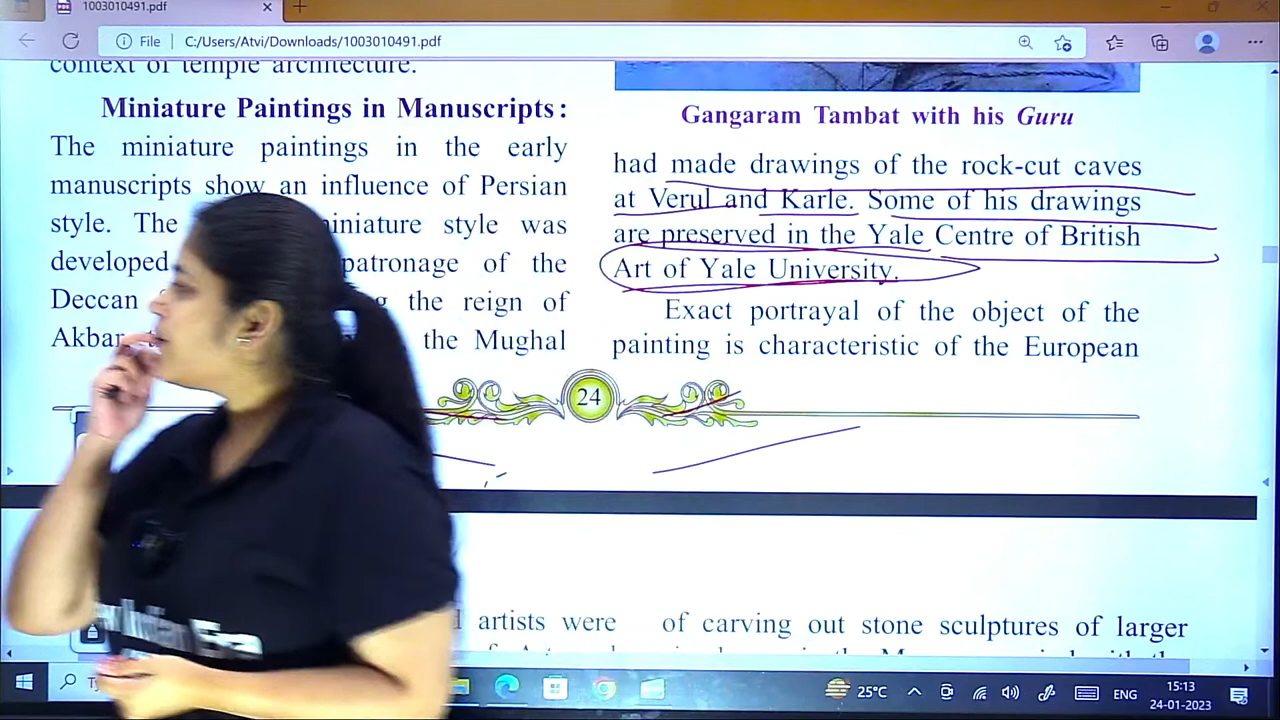 1003010491.pdf
File C:/Users/Atvi/Downloads/1003010491.pdf
context of temple architecture.
Miniature Paintings in Manuscripts:
The miniature paintings in the early
manuscripts show an influence of Persian
style. The miniature style was
developed patronage of the
Deccan the reign of
Akbar the Mughal
Gangaram Tambat with his Guru
had made drawings of the rock-cut caves
at Verul and Karle. Some of his drawings
are preserved in the Yale Centre of British
Art of Yale University.
Exact portrayal of the object of the
painting is characteristic of the European
24
artists were
of carving out stone sculptures of larger
25°C
ENG
15:13
24-01-2023